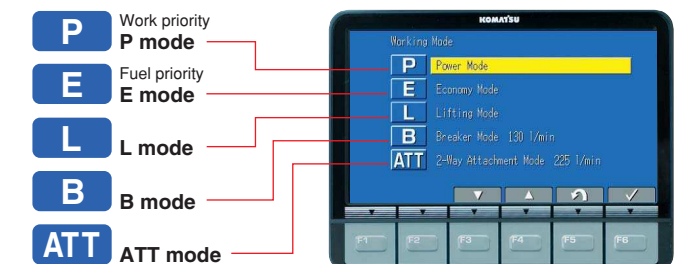 P Work priority
P mode
E Fuel priority
E mode
L L mode
B B mode
ATT ATT mode
KOMATSU
Working Mode
P Power Mode
E Economy Mode
L Lifting Mode
B Breaker Mode 130 l/min
ATT 2-Way Attachment Mode 225 l/min
F1 F2 F3 F4 F5 F6